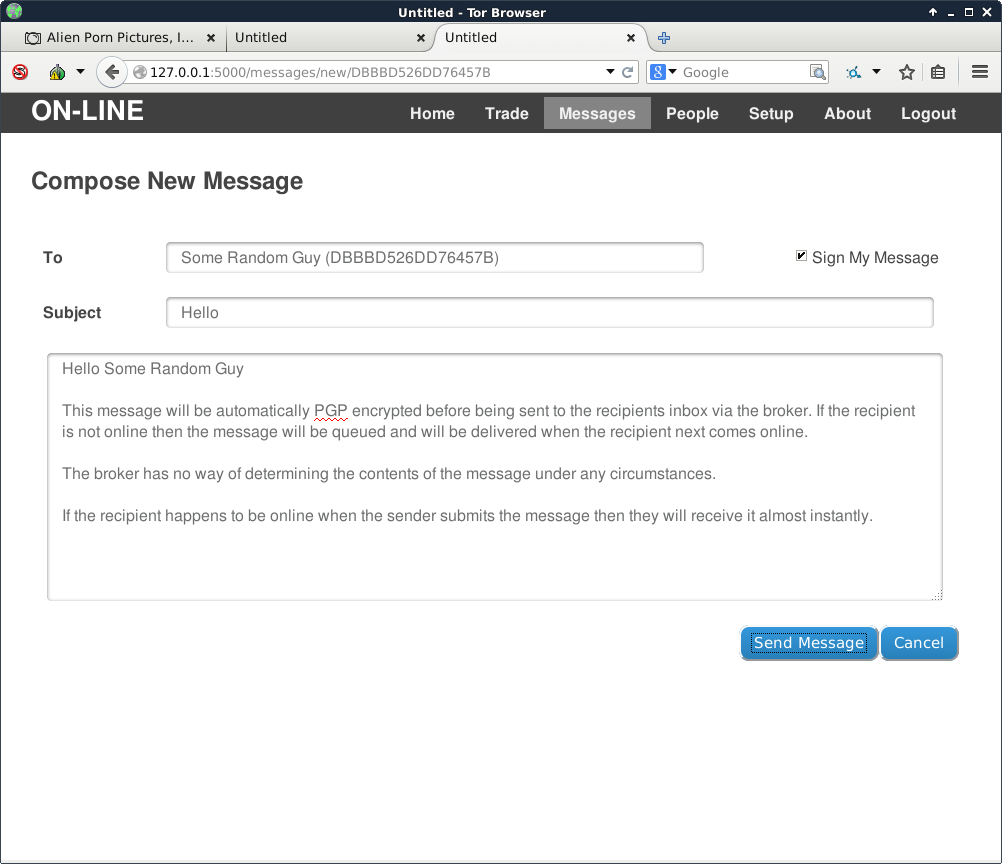 Untitled - Tor Browser
Alien Porn Pictures, I...
Untitled
Untitled
127.0.0.1:5000/messages/new/DBBBD526DD76457B
Google
ON-LINE
Home
Trade
Messages
People
Setup
About
Logout
Compose New Message
To
Some Random Guy (DBBBD526DD76457B)
Sign My Message
Subject
Hello
Hello Some Random Guy
This message will be automatically PGP encrypted before being sent to the recipients inbox via the broker. If the recipient
is not online then the message will be queued and will be delivered when the recipient next comes online.
The broker has no way of determining the contents of the message under any circumstances.
If the recipient happens to be online when the sender submits the message then they will receive it almost instantly.
Send Message
Cancel